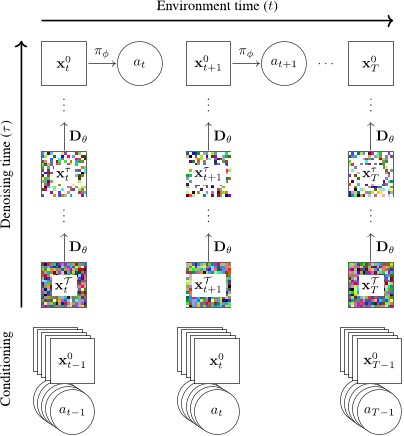 Environment time (t)
x_t^0 π_ϕ a_t x_{t+1}^0 π_ϕ a_{t+1} ⋯ x_T^0
⋮ ⋮ ⋮
D_θ D_θ D_θ
x_t^τ x_{t+1}^τ x_T^τ
⋮ ⋮ ⋮
D_θ D_θ D_θ
x_t^𝒯 x_{t+1}^𝒯 x_T^𝒯
x_{t−1}^0 x_t^0 x_{T−1}^0
a_{t−1} a_t a_{T−1}
Denoising time (τ)
Conditioning